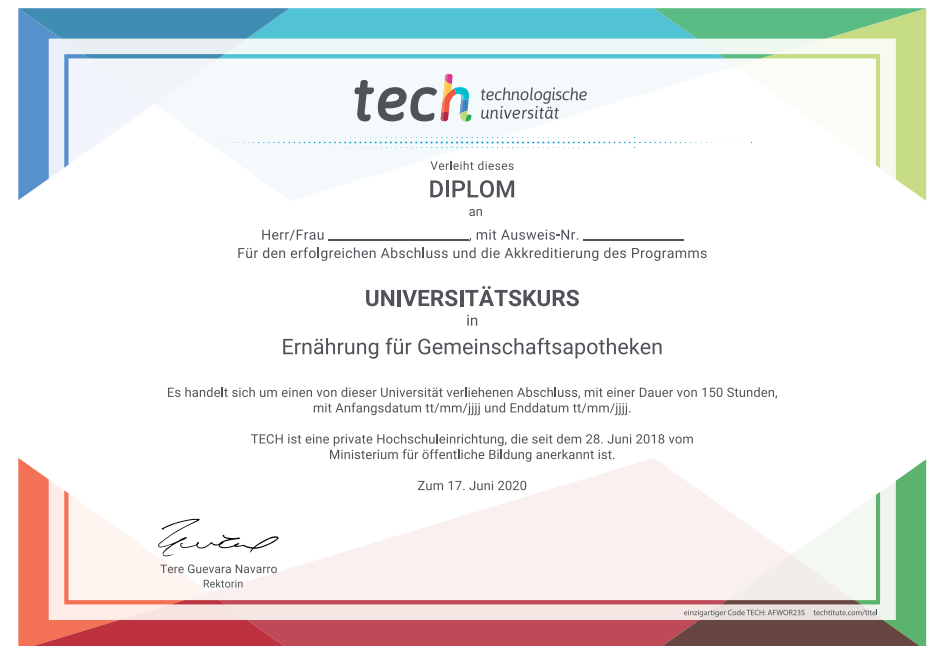 tech technologische
universität
Verleiht dieses
DIPLOM
an
Herr/Frau ________________, mit Ausweis-Nr. ____________
Für den erfolgreichen Abschluss und die Akkreditierung des Programms
UNIVERSITÄTSKURS
in
Ernährung für Gemeinschaftsapotheken
Es handelt sich um einen von dieser Universität verliehenen Abschluss, mit einer Dauer von 150 Stunden,
mit Anfangsdatum tt/mm/jjjj und Enddatum tt/mm/jjjj.
TECH ist eine private Hochschuleinrichtung, die seit dem 28. Juni 2018 vom
Ministerium für öffentliche Bildung anerkannt ist.
Zum 17. Juni 2020
Tere Guevara Navarro
Rektorin
einzigartiger Code TECH: AFWOR23S techtitute.com/titel